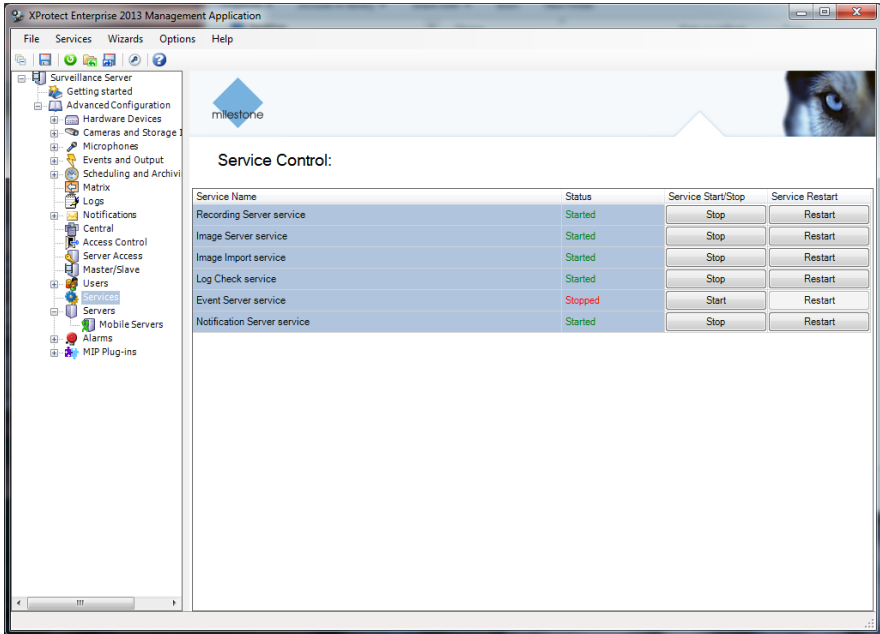 XProtect Enterprise 2013 Management Application
File Services Wizards Options Help
Surveillance Server
Getting started
Advanced Configuration
Hardware Devices
Cameras and Storage I
Microphones
Events and Output
Scheduling and Archivi
Matrix
Logs
Notifications
Central
Access Control
Server Access
Master/Slave
Users
Services
Servers
Mobile Servers
Alarms
MIP Plug-ins
milestone
Service Control:
Service Name Status Service Start/Stop Service Restart
Recording Server service Started Stop Restart
Image Server service Started Stop Restart
Image Import service Started Stop Restart
Log Check service Started Stop Restart
Event Server service Stopped Start Restart
Notification Server service Started Stop Restart